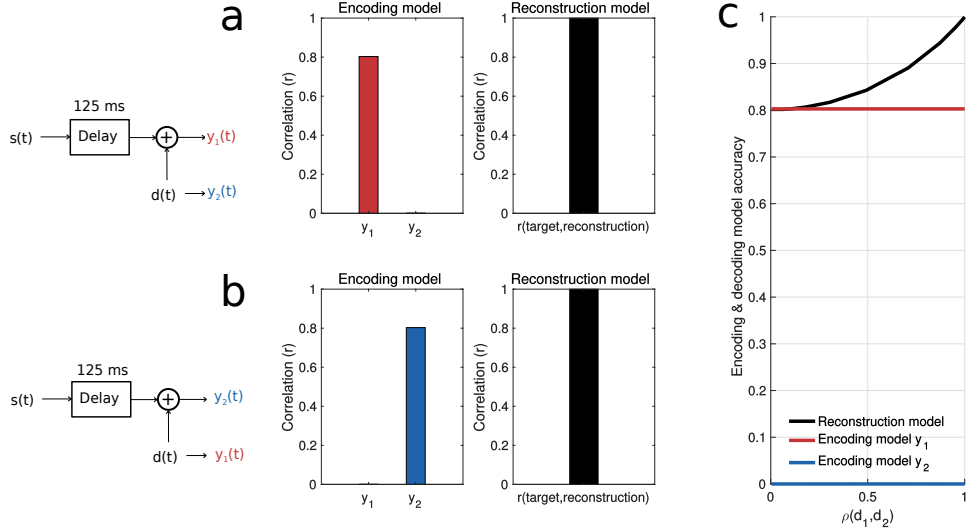 a
125 ms
s(t)
Delay
+
y1(t)
d(t)
y2(t)
Encoding model
Correlation (r)
1
0.8
0.6
0.4
0.2
0
y1
y2
Reconstruction model
Correlation (r)
1
0.8
0.6
0.4
0.2
0
r(target,reconstruction)
b
125 ms
s(t)
Delay
+
y2(t)
d(t)
y1(t)
Encoding model
Correlation (r)
1
0.8
0.6
0.4
0.2
0
y1
y2
Reconstruction model
Correlation (r)
1
0.8
0.6
0.4
0.2
0
r(target,reconstruction)
c
Encoding & decoding model accuracy
1
0.9
0.8
0.7
0.6
0.5
0.4
0.3
0.2
0.1
0
Reconstruction model
Encoding model y1
Encoding model y2
0
0.5
1
ρ(d1,d2)